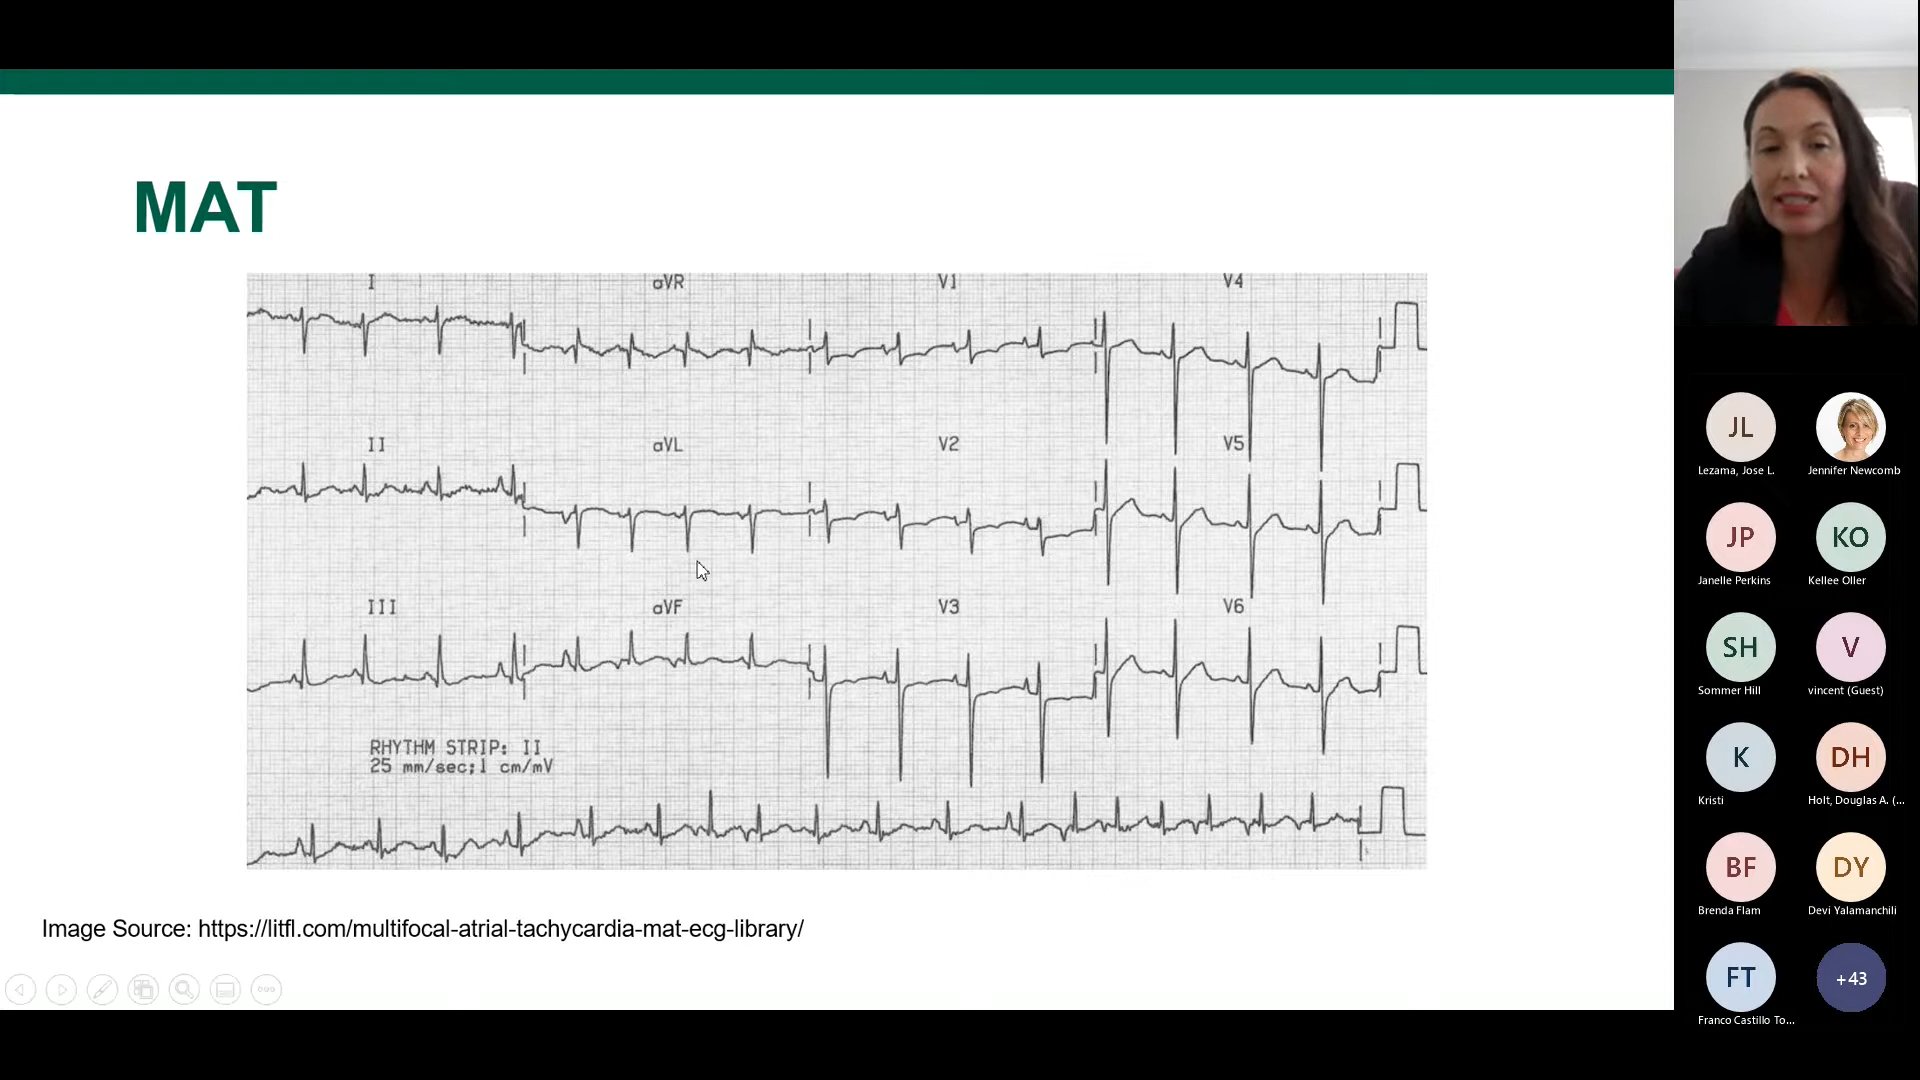 MAT
I aVR V1 V4
II aVL V2 V5
III aVF V3 V6
RHYTHM STRIP: II
25 mm/sec;1 cm/mV
Image Source: https://litfl.com/multifocal-atrial-tachycardia-mat-ecg-library/
JL
Lezama, Jose L.
Jennifer Newcomb
JP
Janelle Perkins
KO
Kellee Oller
SH
Sommer Hill
V
vincent (Guest)
K
Kristi
DH
Holt, Douglas A. (...
BF
Brenda Flam
DY
Devi Yalamanchili
FT
Franco Castillo To...
+43